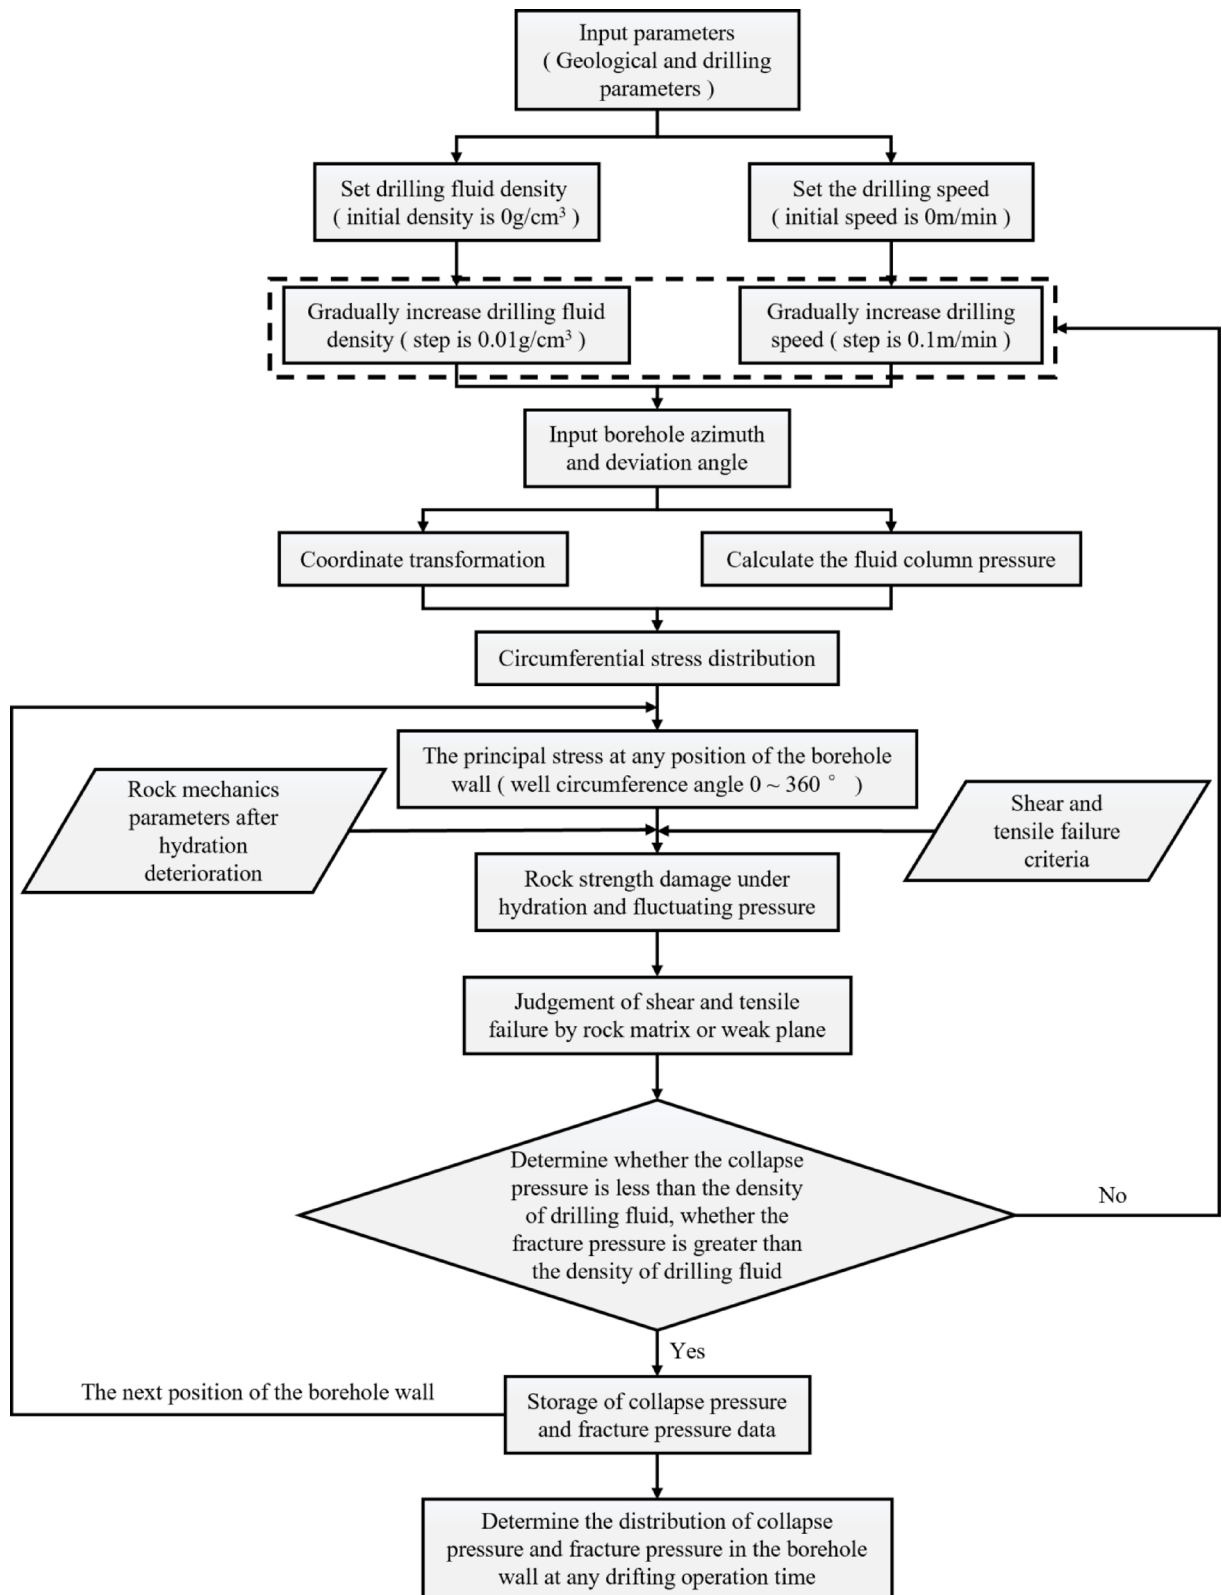 Input parameters
( Geological and drilling
parameters )
Set drilling fluid density
( initial density is 0g/cm³ )
Set the drilling speed
( initial speed is 0m/min )
Gradually increase drilling fluid
density ( step is 0.01g/cm³ )
Gradually increase drilling
speed ( step is 0.1m/min )
Input borehole azimuth
and deviation angle
Coordinate transformation
Calculate the fluid column pressure
Circumferential stress distribution
The principal stress at any position of the borehole
wall ( well circumference angle 0 ~ 360 ° )
Rock mechanics
parameters after
hydration
deterioration
Shear and
tensile failure
criteria
Rock strength damage under
hydration and fluctuating pressure
Judgement of shear and tensile
failure by rock matrix or weak plane
Determine whether the collapse
pressure is less than the density
of drilling fluid, whether the
fracture pressure is greater than
the density of drilling fluid
No
Yes
The next position of the borehole wall
Storage of collapse pressure
and fracture pressure data
Determine the distribution of collapse
pressure and fracture pressure in the borehole
wall at any drifting operation time